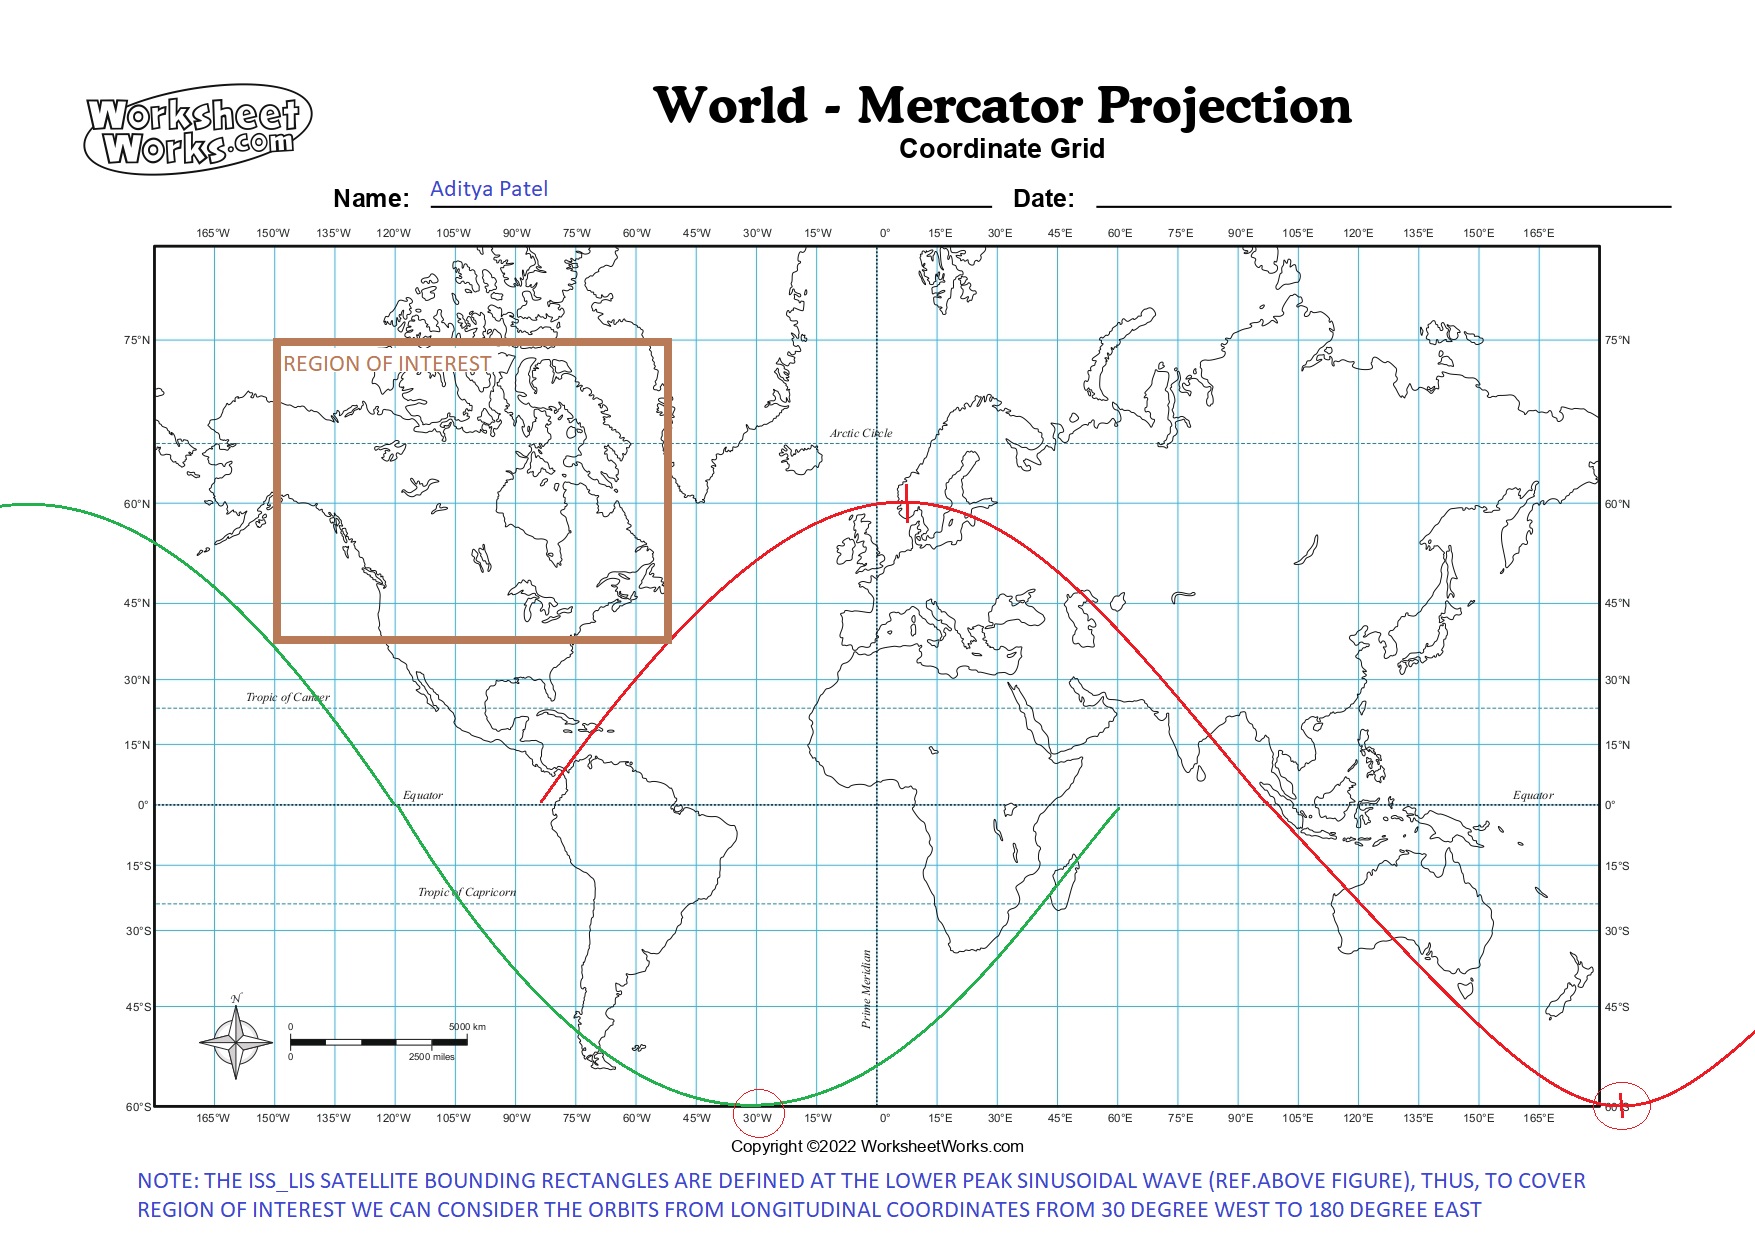 Worksheet
Works.com
World - Mercator Projection
Coordinate Grid
Name: Aditya Patel Date:
165°W 150°W 135°W 120°W 105°W 90°W 75°W 60°W 45°W 30°W 15°W 0° 15°E 30°E 45°E 60°E 75°E 90°E 105°E 120°E 135°E 150°E 165°E
75°N 75°N
REGION OF INTEREST
Arctic Circle
60°N 60°N
45°N 45°N
30°N 30°N
Tropic of Cancer
15°N 15°N
Equator Equator
0° 0°
15°S 15°S
Tropic of Capricorn
30°S 30°S
Prime Meridian
N
45°S 45°S
0 5000 km
0 2500 miles
60°S 60°S
165°W 150°W 135°W 120°W 105°W 90°W 75°W 60°W 45°W 30°W 15°W 0° 15°E 30°E 45°E 60°E 75°E 90°E 105°E 120°E 135°E 150°E 165°E
Copyright ©2022 WorksheetWorks.com
NOTE: THE ISS_LIS SATELLITE BOUNDING RECTANGLES ARE DEFINED AT THE LOWER PEAK SINUSOIDAL WAVE (REF.ABOVE FIGURE), THUS, TO COVER
REGION OF INTEREST WE CAN CONSIDER THE ORBITS FROM LONGITUDINAL COORDINATES FROM 30 DEGREE WEST TO 180 DEGREE EAST